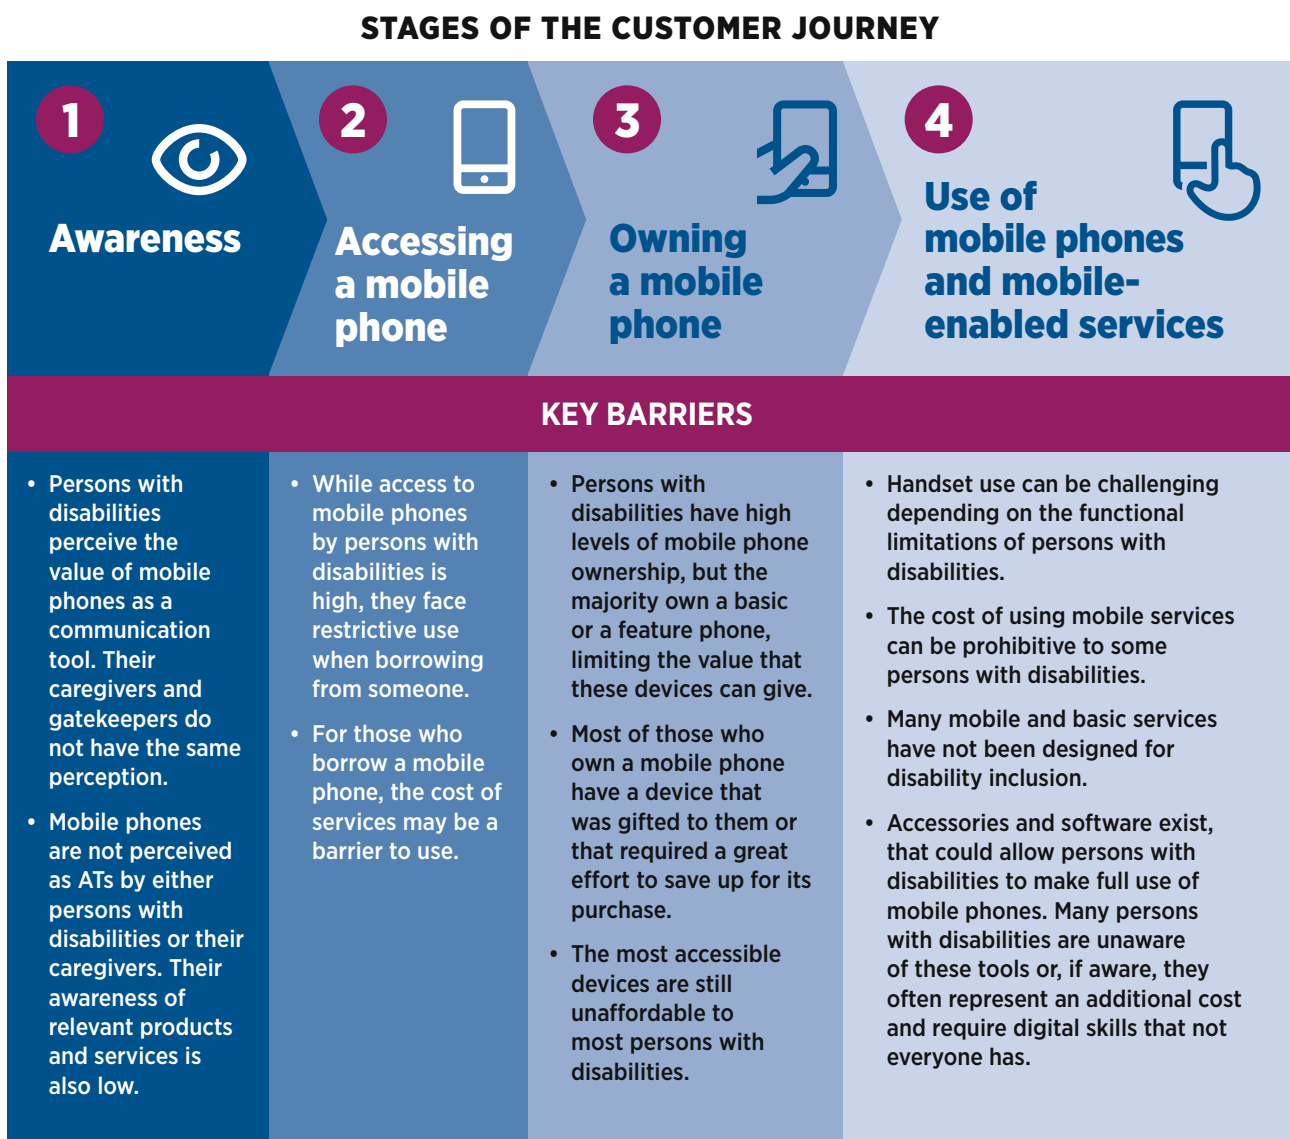 STAGES OF THE CUSTOMER JOURNEY
1
Awareness
2
Accessing
a mobile
phone
3
Owning
a mobile
phone
4
Use of
mobile phones
and mobile-
enabled services
KEY BARRIERS
• Persons with
disabilities
perceive the
value of mobile
phones as a
communication
tool. Their
caregivers and
gatekeepers do
not have the same
perception.
• Mobile phones
are not perceived
as ATs by either
persons with
disabilities or their
caregivers. Their
awareness of
relevant products
and services is
also low.
• While access to
mobile phones
by persons with
disabilities is
high, they face
restrictive use
when borrowing
from someone.
• For those who
borrow a mobile
phone, the cost of
services may be a
barrier to use.
• Persons with
disabilities have high
levels of mobile phone
ownership, but the
majority own a basic
or a feature phone,
limiting the value that
these devices can give.
• Most of those who
own a mobile phone
have a device that
was gifted to them or
that required a great
effort to save up for its
purchase.
• The most accessible
devices are still
unaffordable to
most persons with
disabilities.
• Handset use can be challenging
depending on the functional
limitations of persons with
disabilities.
• The cost of using mobile services
can be prohibitive to some
persons with disabilities.
• Many mobile and basic services
have not been designed for
disability inclusion.
• Accessories and software exist,
that could allow persons with
disabilities to make full use of
mobile phones. Many persons
with disabilities are unaware
of these tools or, if aware, they
often represent an additional cost
and require digital skills that not
everyone has.